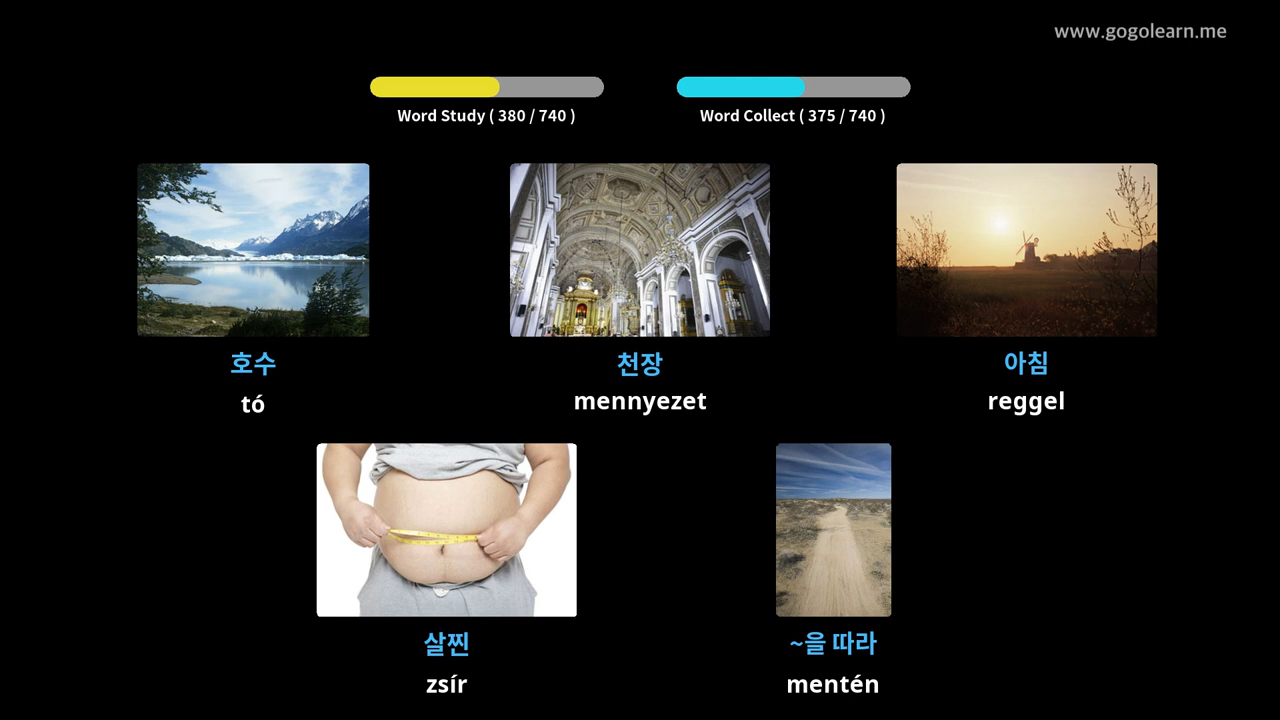 www.gogolearn.me
Word Study ( 380 / 740 )
Word Collect ( 375 / 740 )
호수
tó
천장
mennyezet
아침
reggel
살찐
zsír
~을 따라
mentén